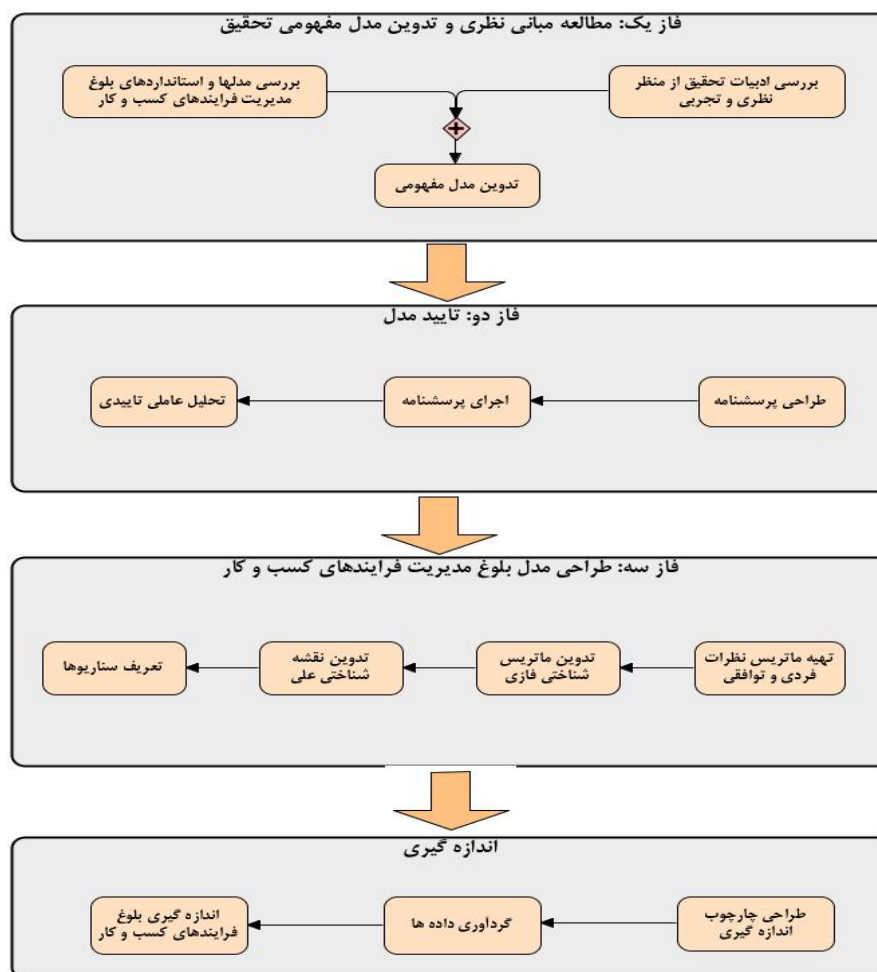 فاز یک: مطالعه مبانی نظری و تدوین مدل مفهومی تحقیق
بررسی ادبیات تحقیق از منظر
نظری و تجربی
بررسی مدلها و استانداردهای بلوغ
مدیریت فرایندهای کسب و کار
تدوین مدل مفهومی
فاز دو: تایید مدل
طراحی پرسشنامه
اجرای پرسشنامه
تحلیل عاملی تاییدی
فاز سه: طراحی مدل بلوغ مدیریت فرایندهای کسب و کار
تهیه ماتریس نظرات
فردی و توافقی
تدوین ماتریس
شناختی فازی
تدوین نقشه
شناختی علی
تعریف سناریوها
اندازه گیری
طراحی چارچوب
اندازه گیری
گردآوری داده ها
اندازه گیری بلوغ
فرایندهای کسب و کار